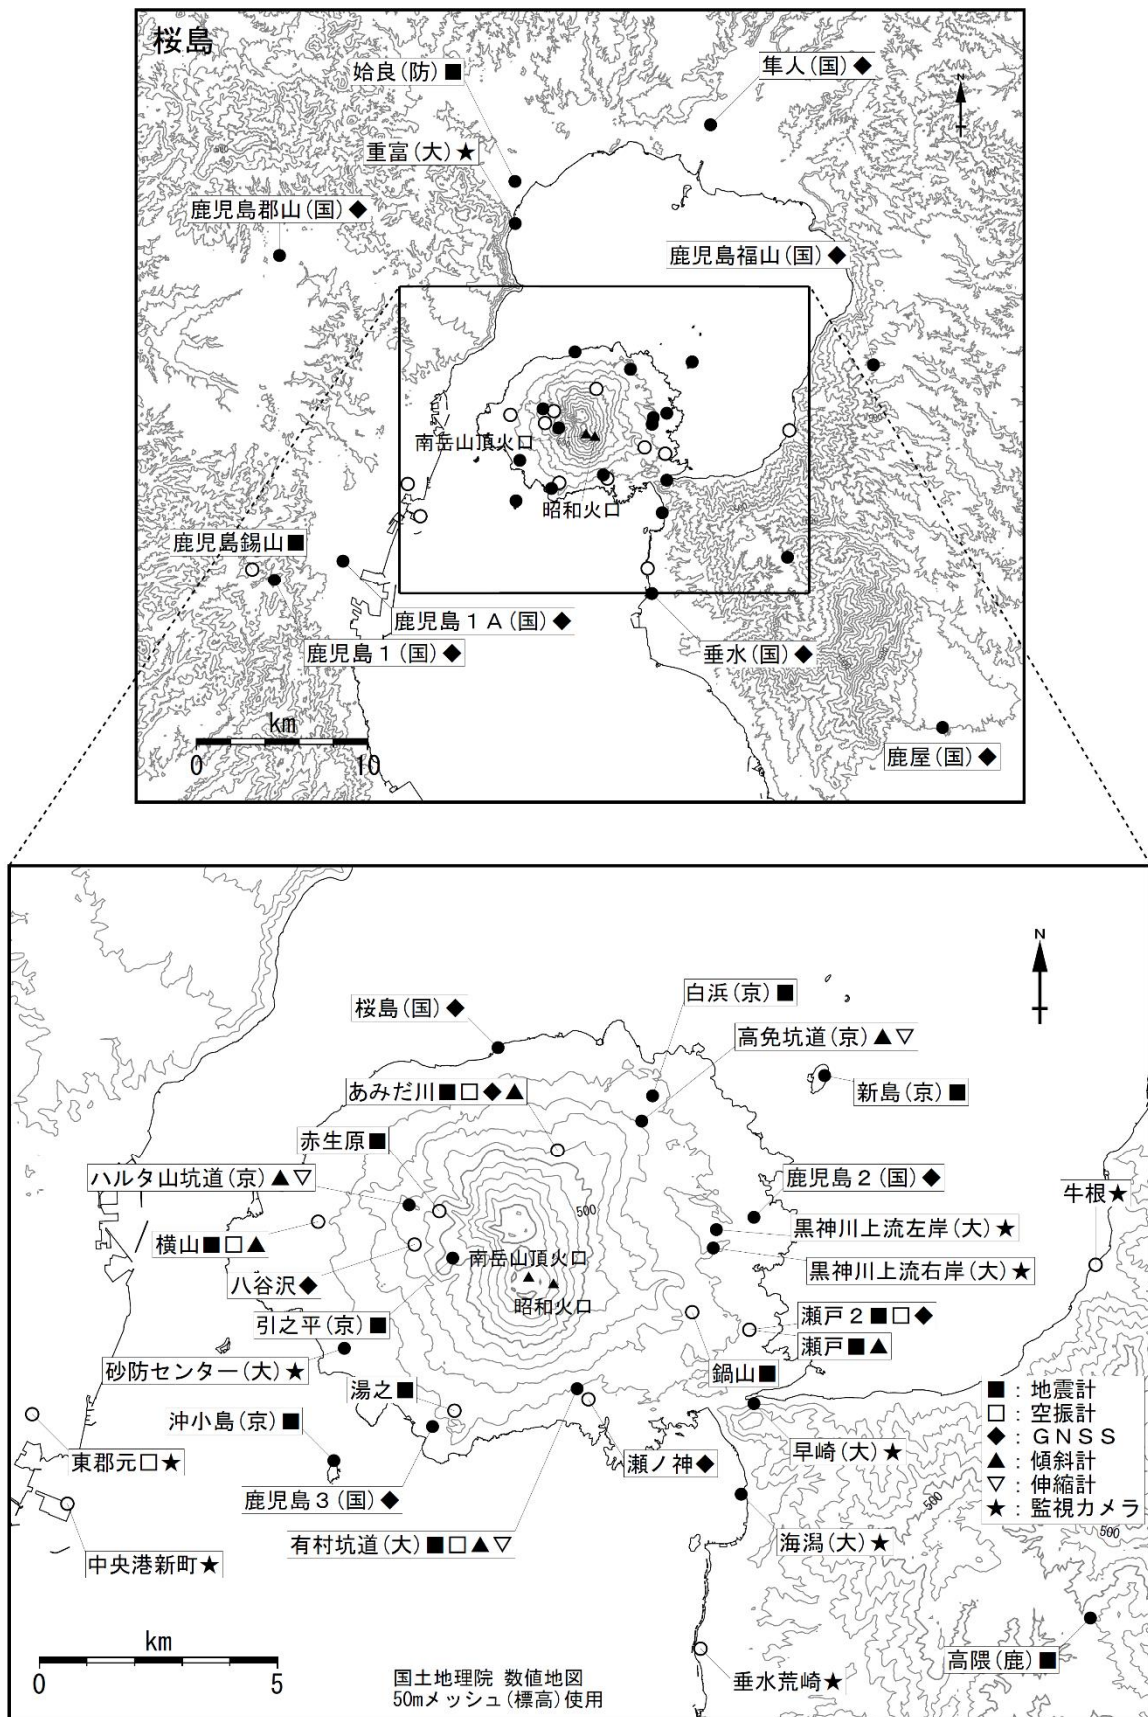 桜島
姶良(防)■
隼人(国)◆
N
重富(大)★
鹿児島郡山(国)◆
鹿児島福山(国)◆
南岳山頂火口
昭和火口
鹿児島錫山■
鹿児島1A(国)◆
鹿児島1(国)◆
垂水(国)◆
km
0 10
鹿屋(国)◆
N
白浜(京)■
桜島(国)◆
高免坑道(京)▲▽
あみだ川■□◆▲
新島(京)■
赤生原■
ハルタ山坑道(京)▲▽
鹿児島2(国)◆
牛根★
500
黒神川上流左岸(大)★
横山■□▲
南岳山頂火口
黒神川上流右岸(大)★
八谷沢◆
昭和火口
引之平(京)■
瀬戸2■□◆
瀬戸■▲
砂防センター(大)★
鍋山■
湯之■
■:地震計
□:空振計
◆:GNSS
▲:傾斜計
▽:伸縮計
★:監視カメラ
沖小島(京)■
早崎(大)★
東郡元口★
瀬ノ神◆
鹿児島3(国)◆
500
500
有村坑道(大)■□▲▽
海潟(大)★
中央港新町★
km
0 5
高隈(鹿)■
国土地理院 数値地図
50mメッシュ(標高)使用
垂水荒崎★